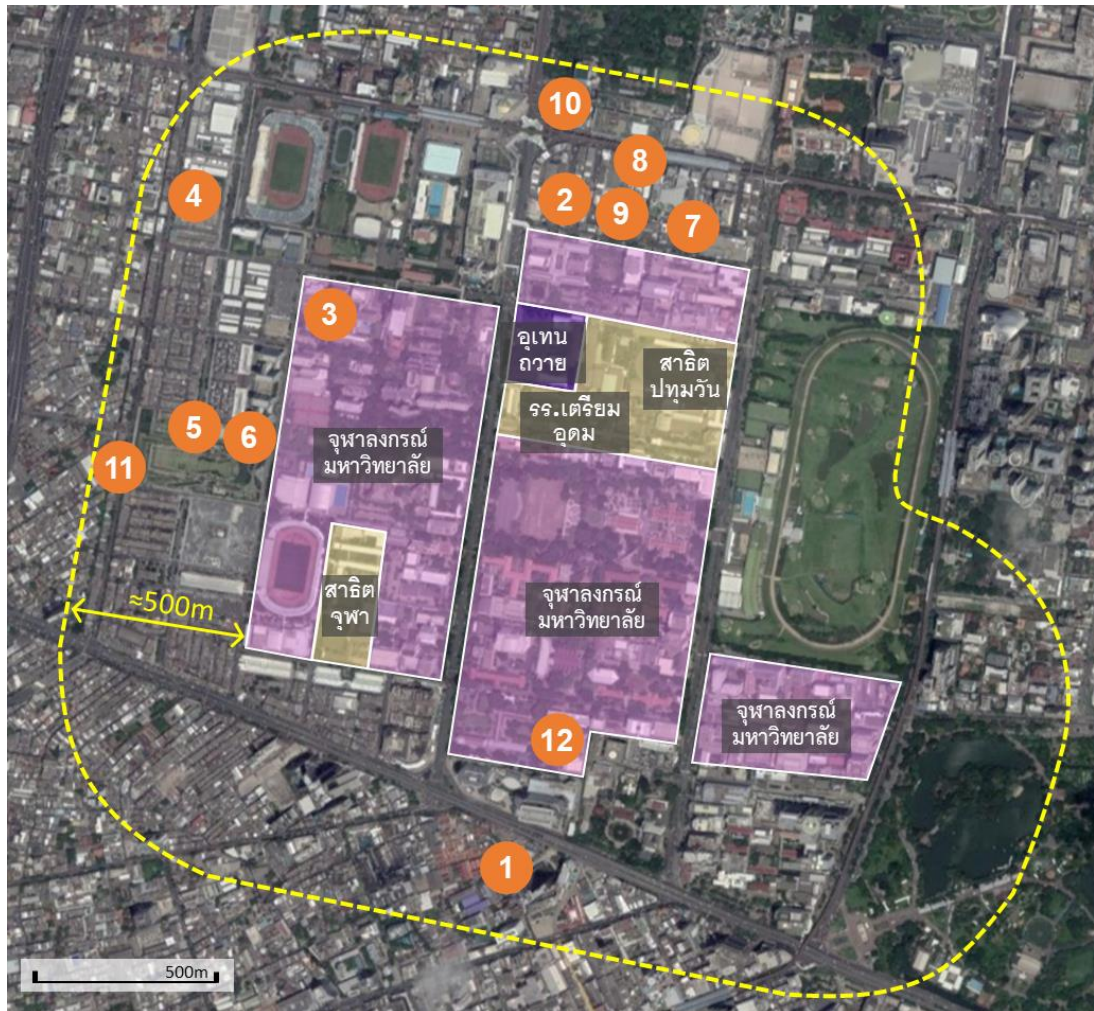 10
8
4
2
9
7
3
อุเทน
ถวาย
สาธิต
ปทุมวัน
รร.เตรียม
อุดม
5
6
จุฬาลงกรณ์
มหาวิทยาลัย
11
≈500m
สาธิต
จุฬา
จุฬาลงกรณ์
มหาวิทยาลัย
จุฬาลงกรณ์
มหาวิทยาลัย
12
1
500m